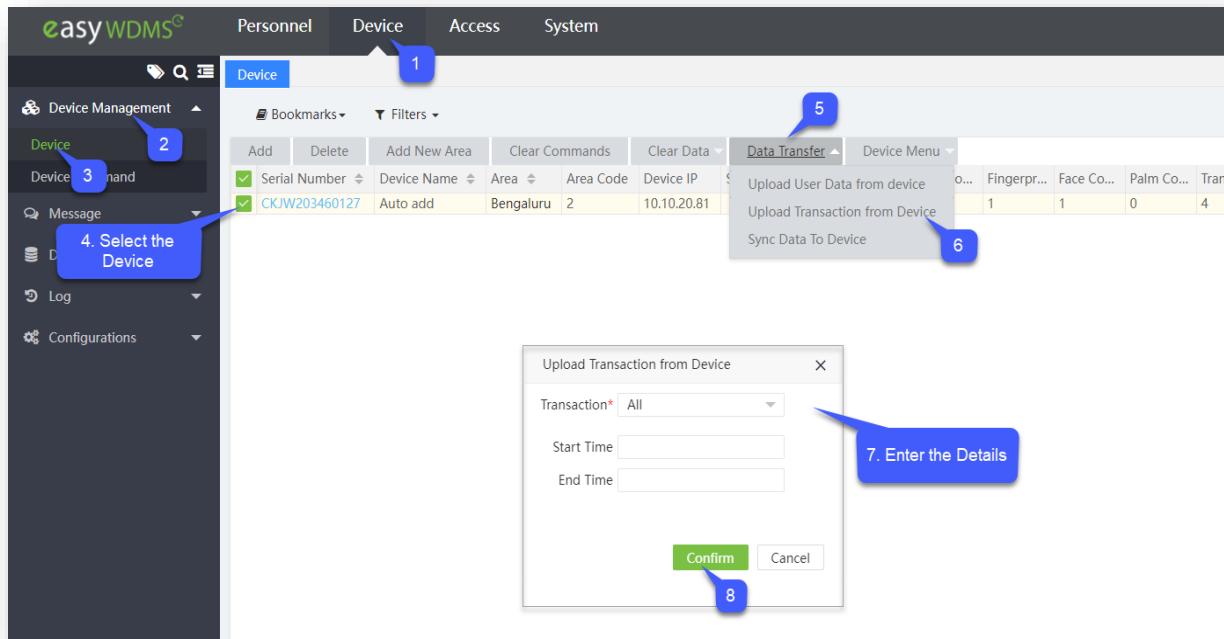 easy WDMS
Personnel Device Access System
1
Device
Device Management
2
Bookmarks Filters
5
Device
3
Add Delete Add New Area Clear Commands Clear Data Data Transfer Device Menu
Serial Number Device Name Area Area Code Device IP Fingerpr... Face Co... Palm Co...
CKJW203460127 Auto add Bengaluru 2 10.10.20.81 1 1 0 4
Upload User Data from device
Upload Transaction from Device
Sync Data To Device
6
Message
4. Select the
Device
Log
Configurations
Upload Transaction from Device
Transaction* All
Start Time
End Time
7. Enter the Details
Confirm Cancel
8